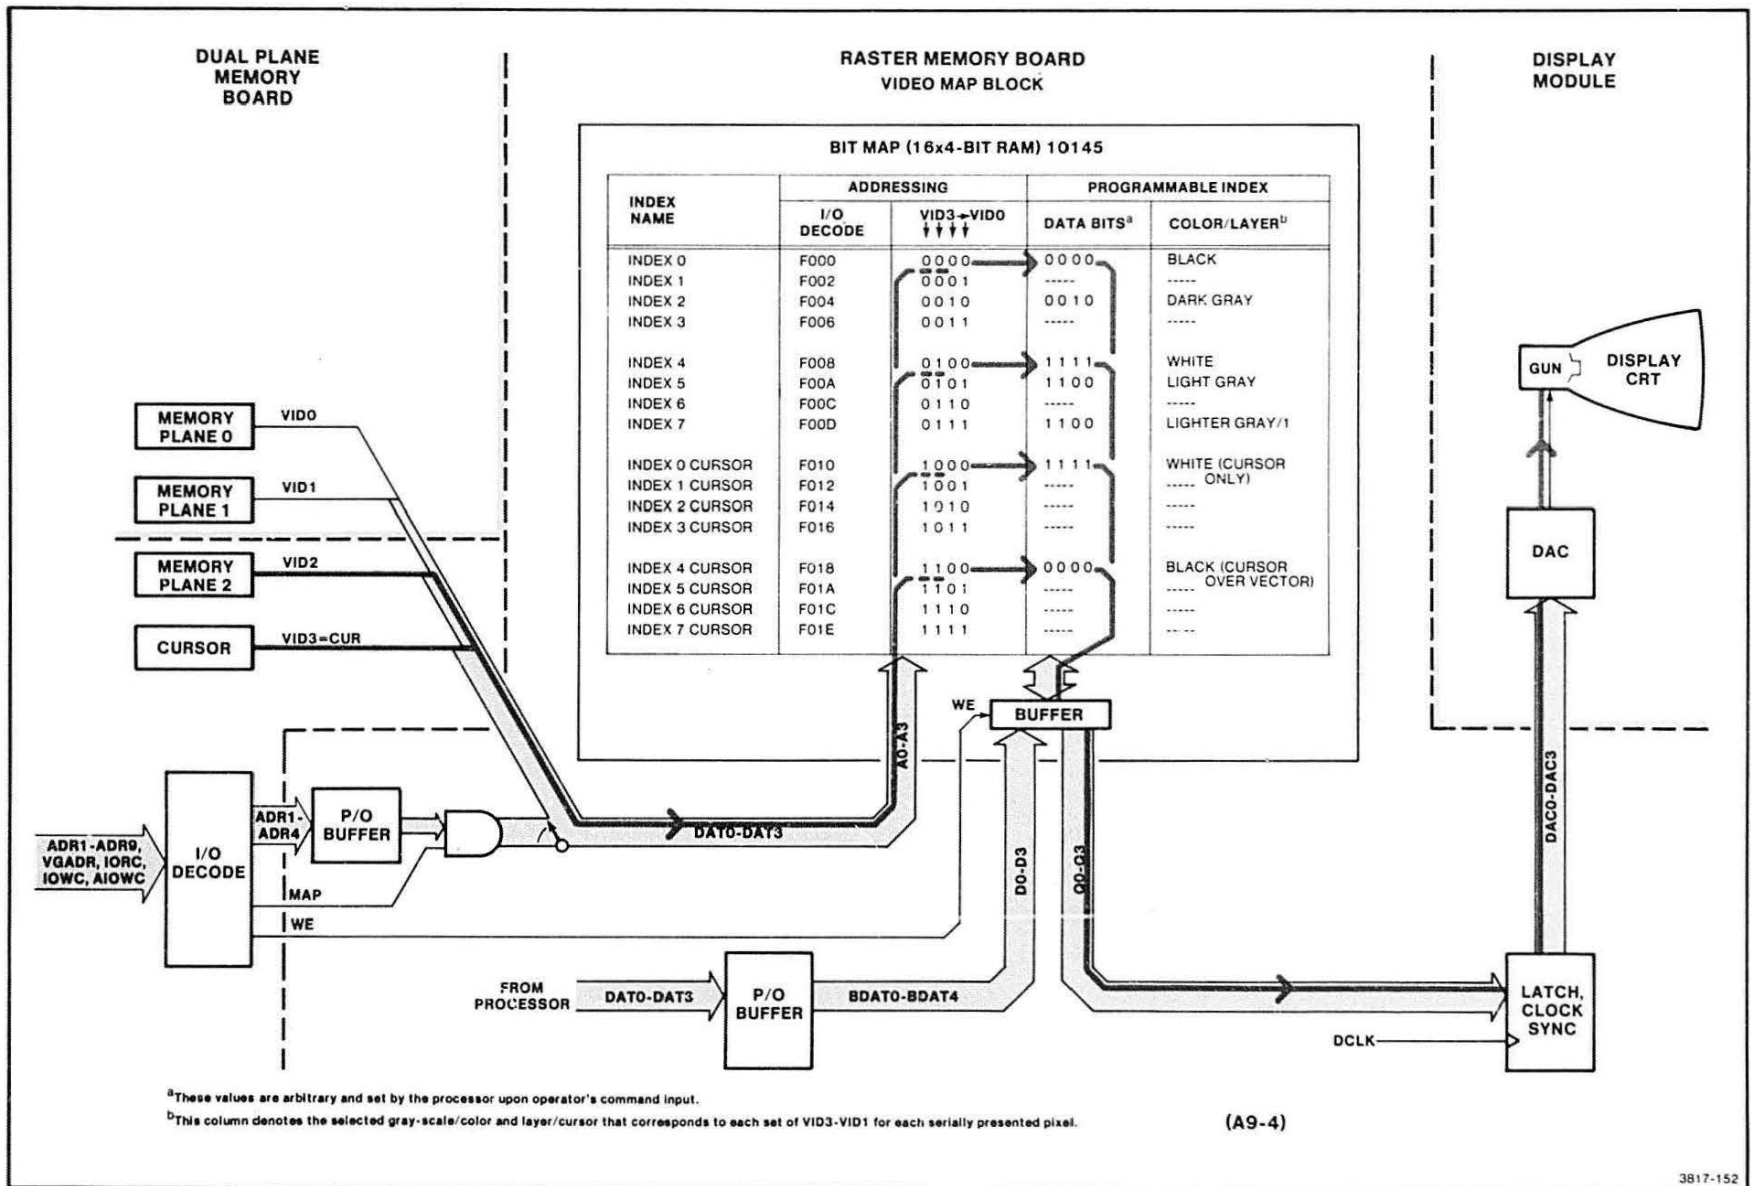 DUAL PLANE
MEMORY
BOARD
RASTER MEMORY BOARD
VIDEO MAP BLOCK
DISPLAY
MODULE
BIT MAP (16x4-BIT RAM) 10145
INDEX NAME ADDRESSING PROGRAMMABLE INDEX
I/O DECODE VID3→VID0 DATA BITSa COLOR/LAYERb
INDEX 0 F000 0000 0000 BLACK
INDEX 1 F002 0001 ----- -----
INDEX 2 F004 0010 0010 DARK GRAY
INDEX 3 F006 0011 ----- -----
INDEX 4 F008 0100 1111 WHITE
INDEX 5 F00A 0101 1100 LIGHT GRAY
INDEX 6 F00C 0110 ----- -----
INDEX 7 F00D 0111 1100 LIGHTER GRAY/1
INDEX 0 CURSOR F010 1000 1111 WHITE (CURSOR
INDEX 1 CURSOR F012 1001 ----- ----- ONLY)
INDEX 2 CURSOR F014 1010 ----- -----
INDEX 3 CURSOR F016 1011 ----- -----
INDEX 4 CURSOR F018 1100 0000 BLACK (CURSOR
INDEX 5 CURSOR F01A 1101 ----- ----- OVER VECTOR)
INDEX 6 CURSOR F01C 1110 ----- -----
INDEX 7 CURSOR F01E 1111 ----- -----
MEMORY
PLANE 0
VID0
MEMORY
PLANE 1
VID1
MEMORY
PLANE 2
VID2
CURSOR
VID3=CUR
GUN
DISPLAY
CRT
DAC
WE
BUFFER
A0-A3
DAT0-DAT3
D0-D3
Q0-Q3
DAC0-DAC3
ADR1-ADR9,
VGADR, IORC,
IOWC, AIOWC
I/O
DECODE
ADR1-
ADR4
P/O
BUFFER
MAP
WE
FROM
PROCESSOR
DAT0-DAT3
P/O
BUFFER
BDAT0-BDAT4
DCLK
LATCH,
CLOCK
SYNC
aThese values are arbitrary and set by the processor upon operator's command input.
bThis column denotes the selected gray-scale/color and layer/cursor that corresponds to each set of VID3-VID1 for each serially presented pixel.
(A9-4)
3817-152